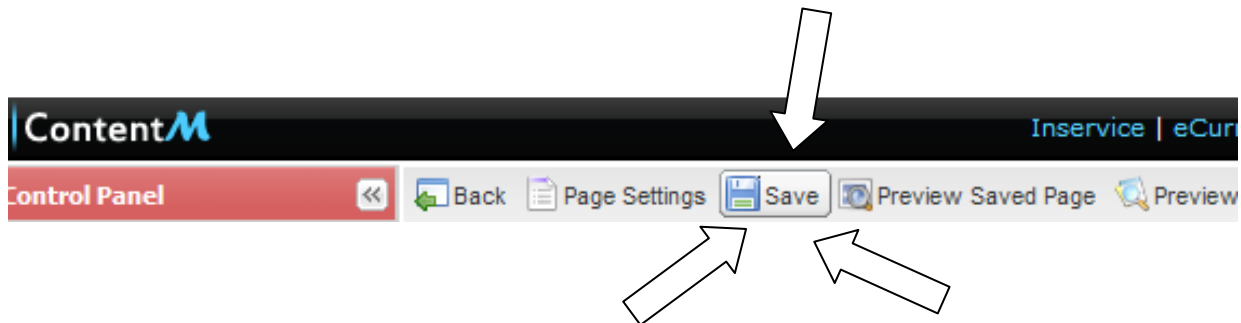 ContentM
Inservice | eCurr
Control Panel
Back Page Settings Save Preview Saved Page Preview